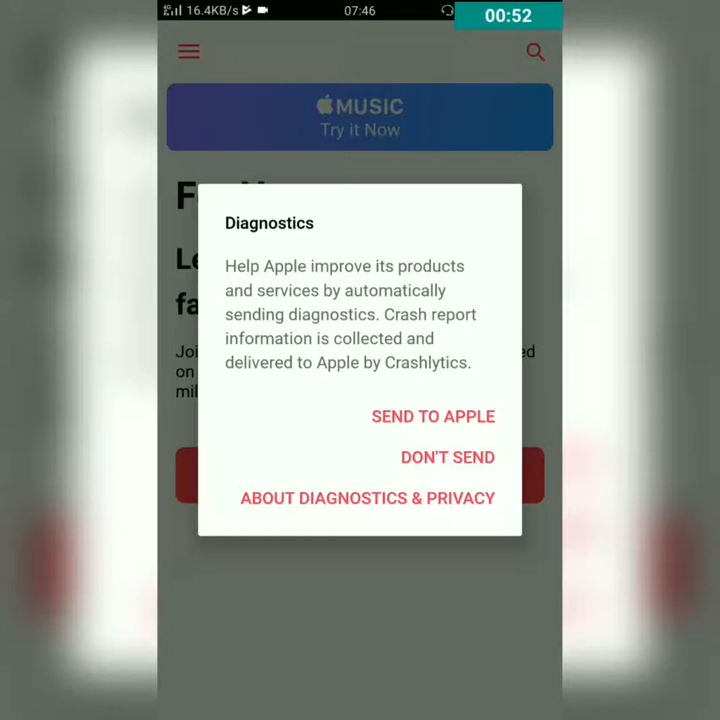 16.4KB/s 07:46 00:52
MUSIC
Try it Now
Diagnostics
Help Apple improve its products
and services by automatically
sending diagnostics. Crash report
information is collected and
delivered to Apple by Crashlytics.
SEND TO APPLE
DON'T SEND
ABOUT DIAGNOSTICS & PRIVACY
on